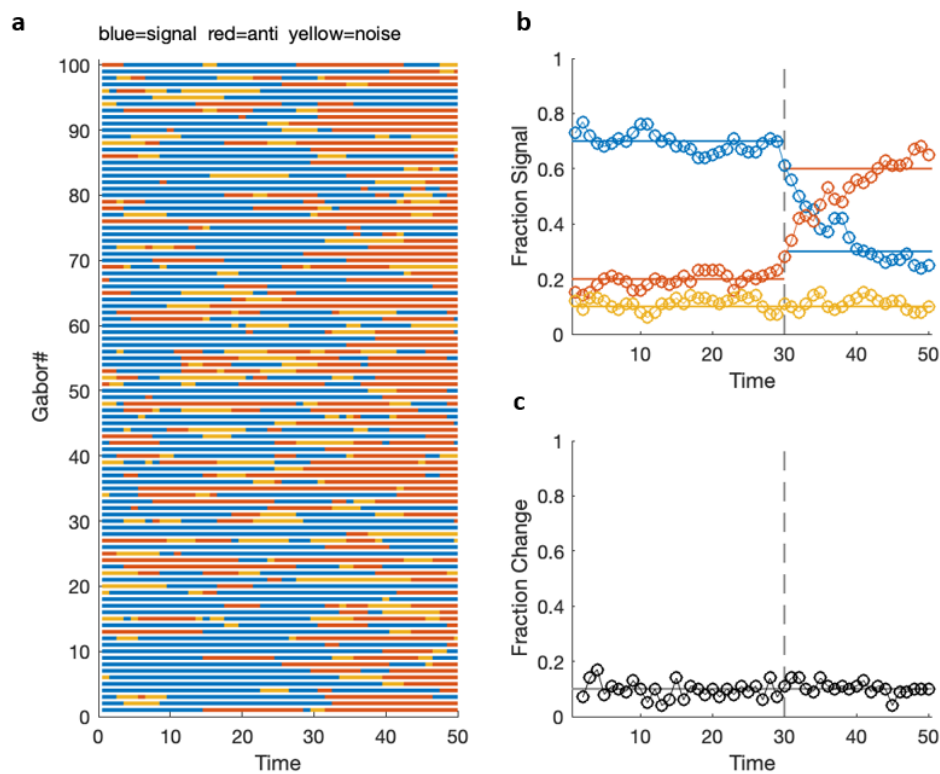 a
blue=signal red=anti yellow=noise
100
90
80
70
60
50
40
30
20
10
0
Gabor#
0 10 20 30 40 50
Time
b
1
0.8
0.6
0.4
0.2
0
Fraction Signal
10 20 30 40 50
Time
c
1
0.8
0.6
0.4
0.2
0
Fraction Change
10 20 30 40 50
Time